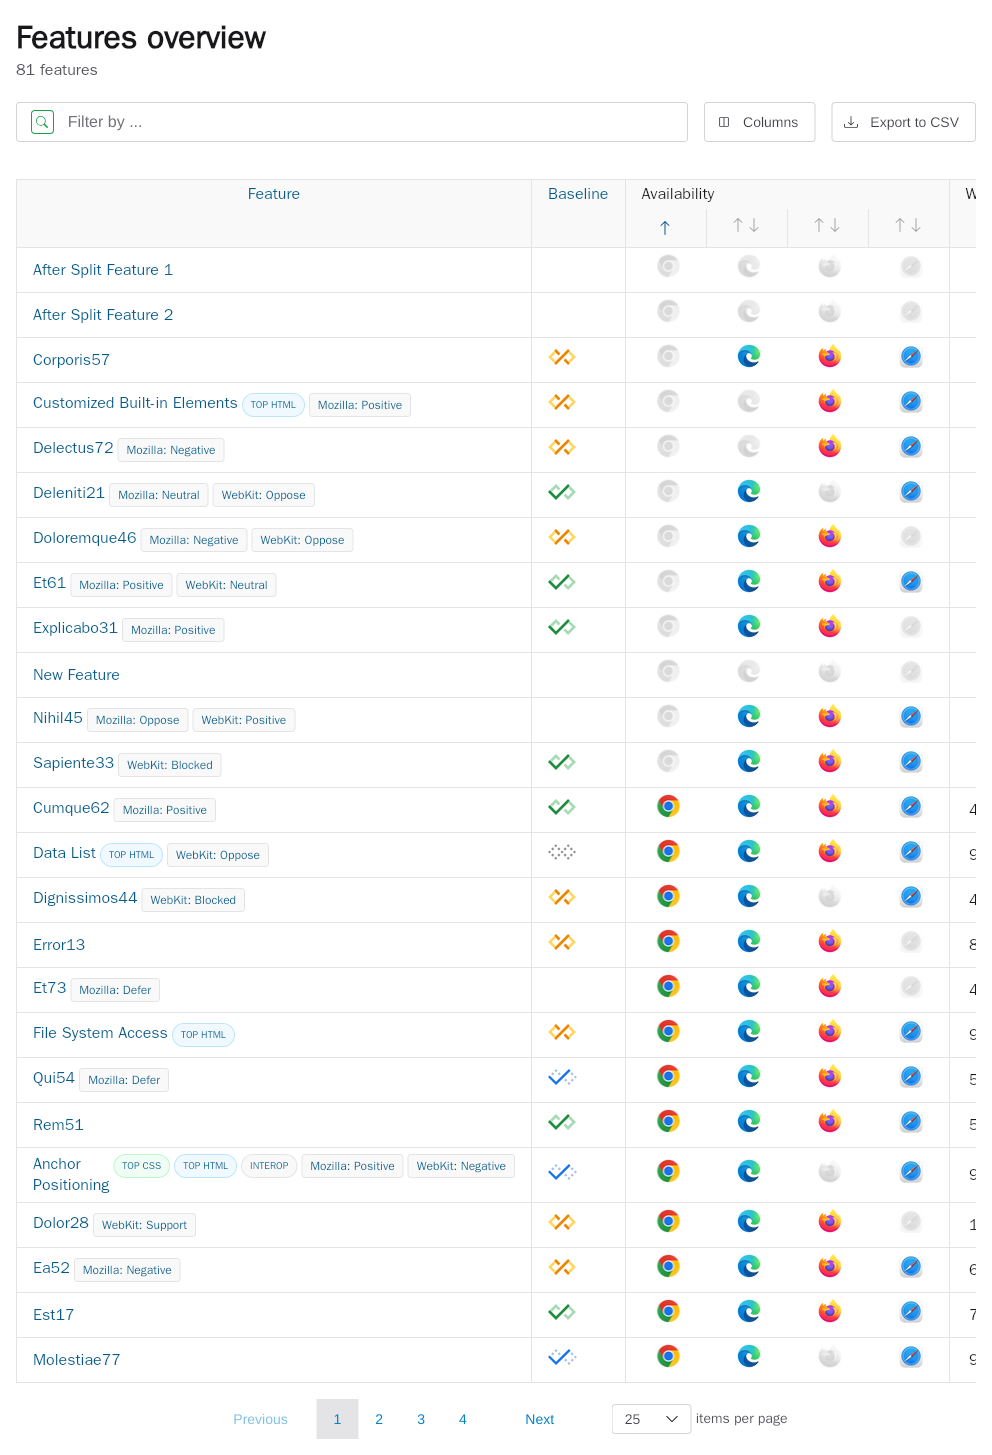 Features overview
81 features
Filter by ...
Columns
Export to CSV
Feature Baseline Availability W
After Split Feature 1
After Split Feature 2
Corporis57
Customized Built-in Elements TOP HTML Mozilla: Positive
Delectus72 Mozilla: Negative
Deleniti21 Mozilla: Neutral WebKit: Oppose
Doloremque46 Mozilla: Negative WebKit: Oppose
Et61 Mozilla: Positive WebKit: Neutral
Explicabo31 Mozilla: Positive
New Feature
Nihil45 Mozilla: Oppose WebKit: Positive
Sapiente33 WebKit: Blocked
Cumque62 Mozilla: Positive 4
Data List TOP HTML WebKit: Oppose 9
Dignissimos44 WebKit: Blocked 4
Error13 8
Et73 Mozilla: Defer 4
File System Access TOP HTML 9
Qui54 Mozilla: Defer 5
Rem51 5
Anchor Positioning TOP CSS TOP HTML INTEROP Mozilla: Positive WebKit: Negative 9
Dolor28 WebKit: Support 1
Ea52 Mozilla: Negative 6
Est17 7
Molestiae77 9
Previous 1 2 3 4 Next 25 items per page